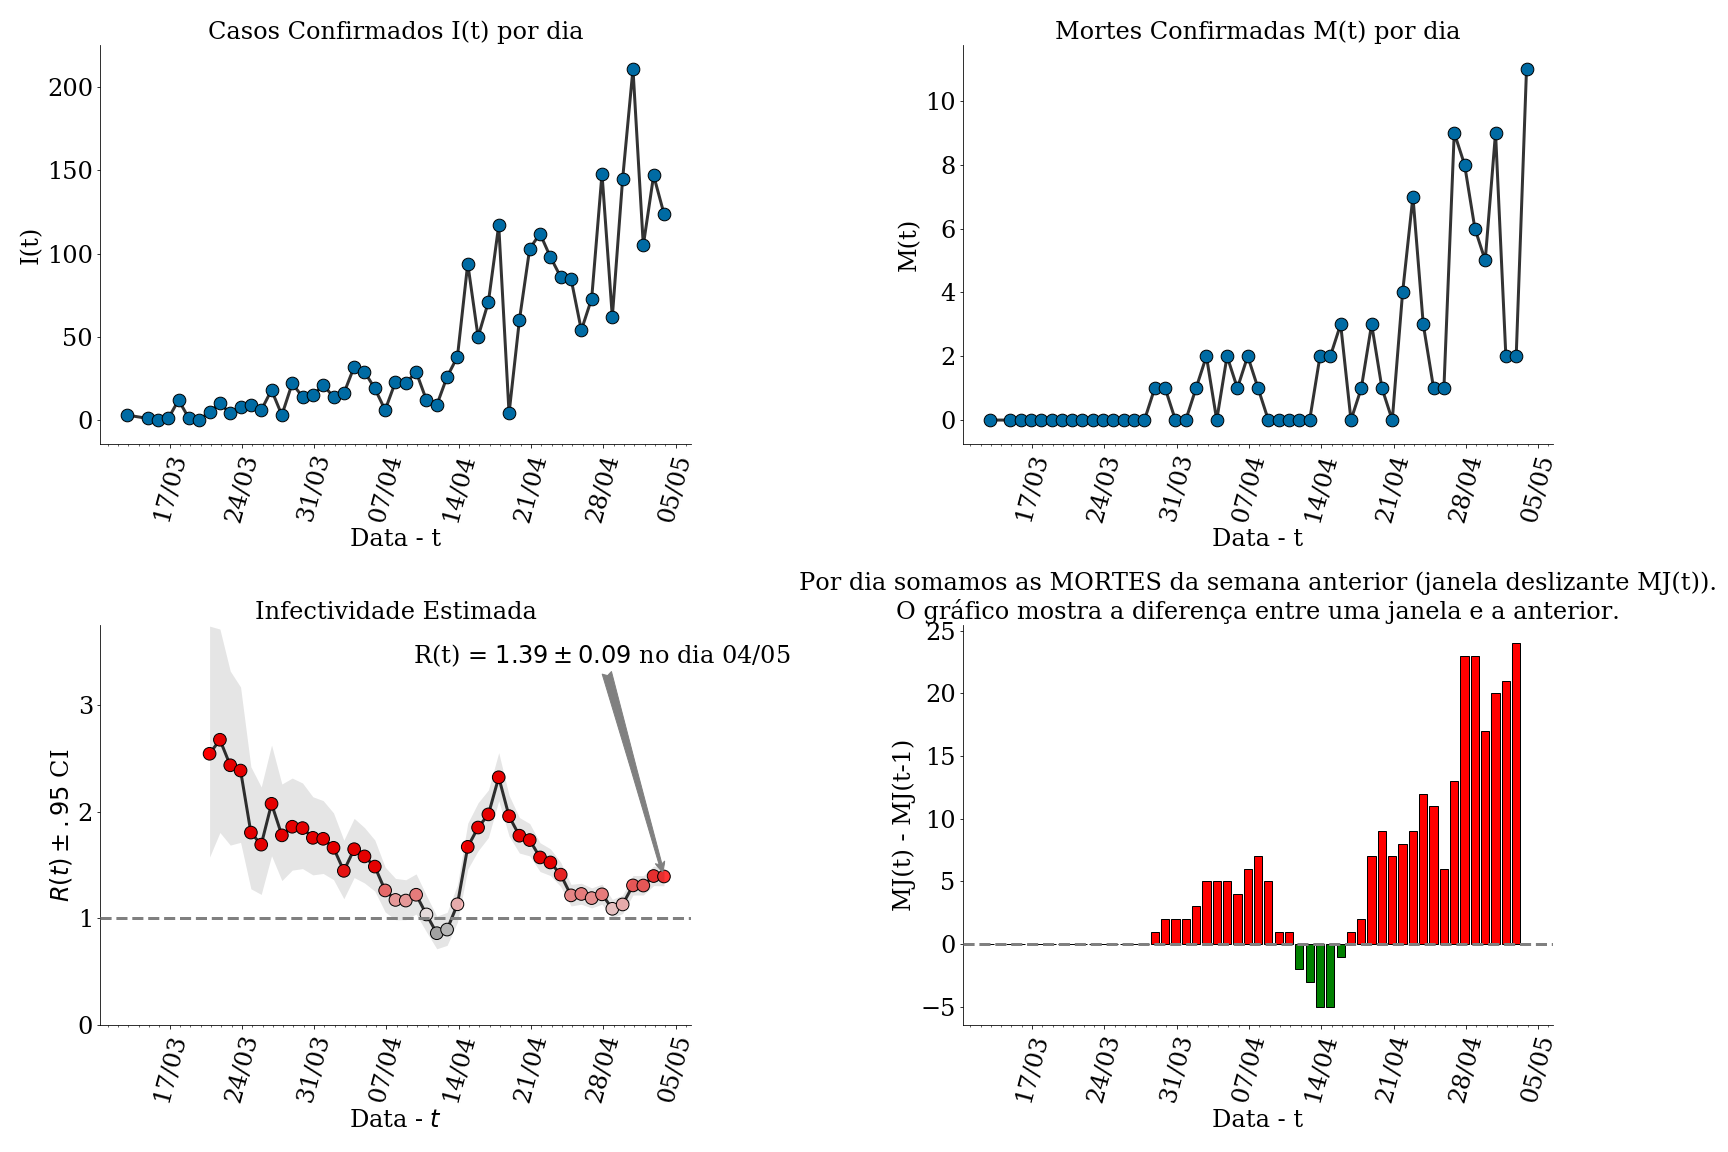 Casos Confirmados I(t) por dia
I(t)
200
150
100
50
0
17/03 24/03 31/03 07/04 14/04 21/04 28/04 05/05
Data - t
Mortes Confirmadas M(t) por dia
M(t)
10
8
6
4
2
0
17/03 24/03 31/03 07/04 14/04 21/04 28/04 05/05
Data - t
Infectividade Estimada
R(t) = 1.39 ± 0.09 no dia 04/05
R(t) ± .95 CI
3
2
1
0
17/03 24/03 31/03 07/04 14/04 21/04 28/04 05/05
Data - t
Por dia somamos as MORTES da semana anterior (janela deslizante MJ(t)).
O gráfico mostra a diferença entre uma janela e a anterior.
MJ(t) - MJ(t-1)
25
20
15
10
5
0
−5
17/03 24/03 31/03 07/04 14/04 21/04 28/04 05/05
Data - t